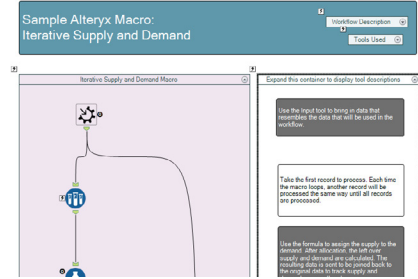 Sample Alteryx Macro:
Iterative Supply and Demand
Workflow Description
Tools Used
Iterative Supply and Demand Macro
Expand this container to display tool descriptions
Use the Input tool to bring in data that
resembles the data that will be used in the
workflow.
Take the first record to process. Each time
the macro loops, another record will be
processed the same way until all records
are processed.
Use the formula to assign the supply to the
demand. After allocation, the left over
supply and demand are calculated. The
resulting data is sent to be joined back to
the original data to track supply and